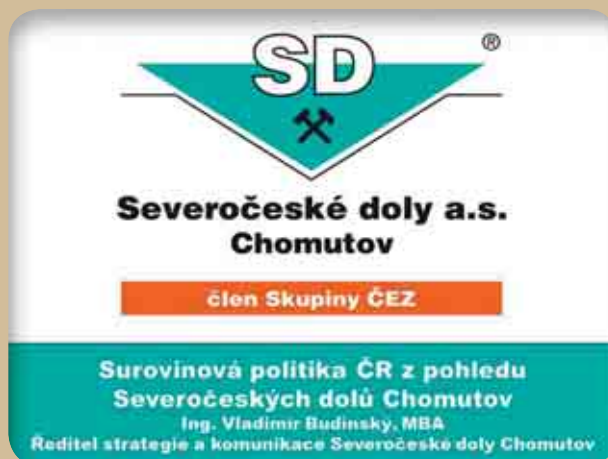 SD ®
Severočeské doly a.s.
Chomutov
člen Skupiny ČEZ
Surovinová politika ČR z pohledu
Severočeských dolů Chomutov
Ing. Vladimír Budinský, MBA
Ředitel strategie a komunikace Severočeské doly Chomutov